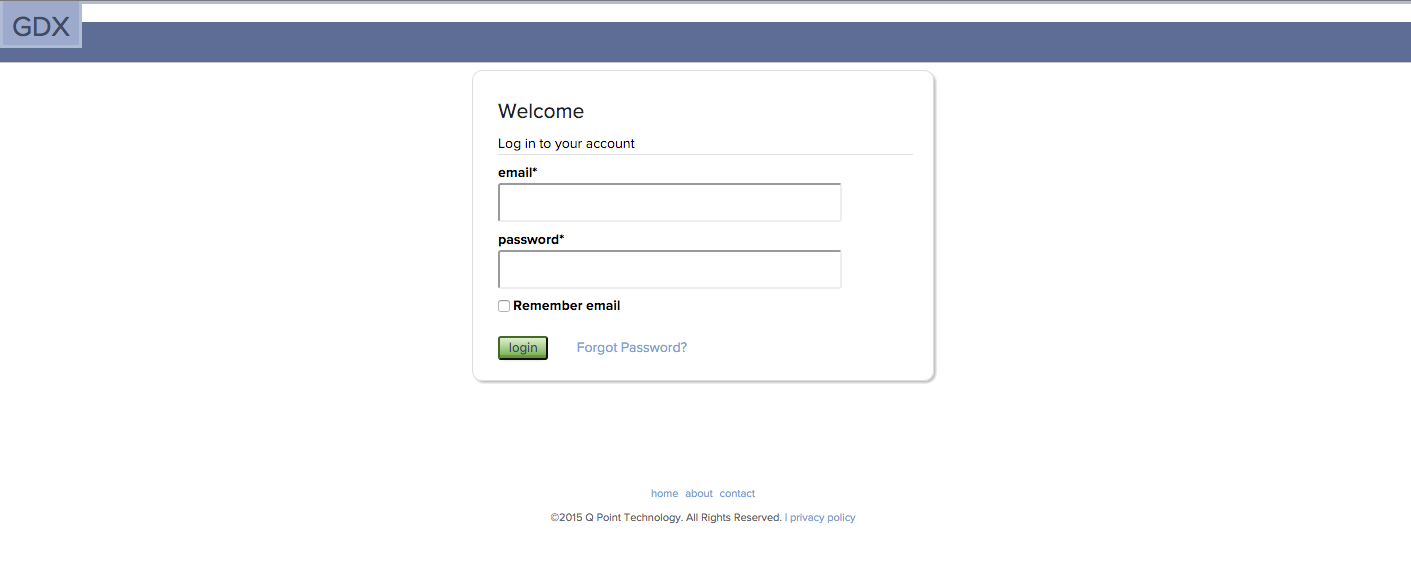 GDX
Welcome
Log in to your account
email*
password*
Remember email
login Forgot Password?
home about contact
©2015 Q Point Technology. All Rights Reserved. | privacy policy